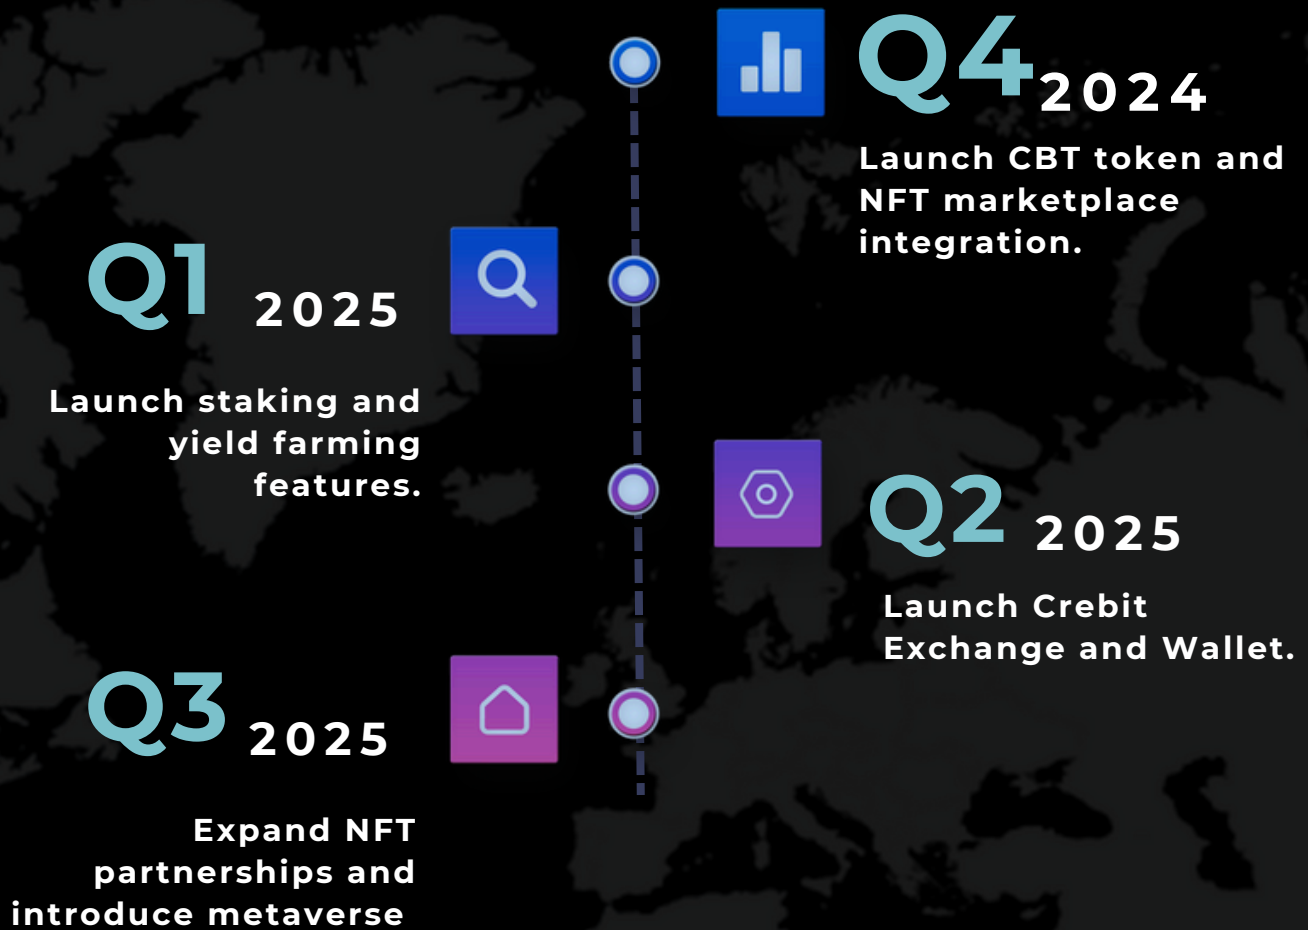 Q4 2024
Launch CBT token and
NFT marketplace
integration.
Q1 2025
Launch staking and
yield farming
features.
Q2 2025
Launch Crebit
Exchange and Wallet.
Q3 2025
Expand NFT
partnerships and
introduce metaverse